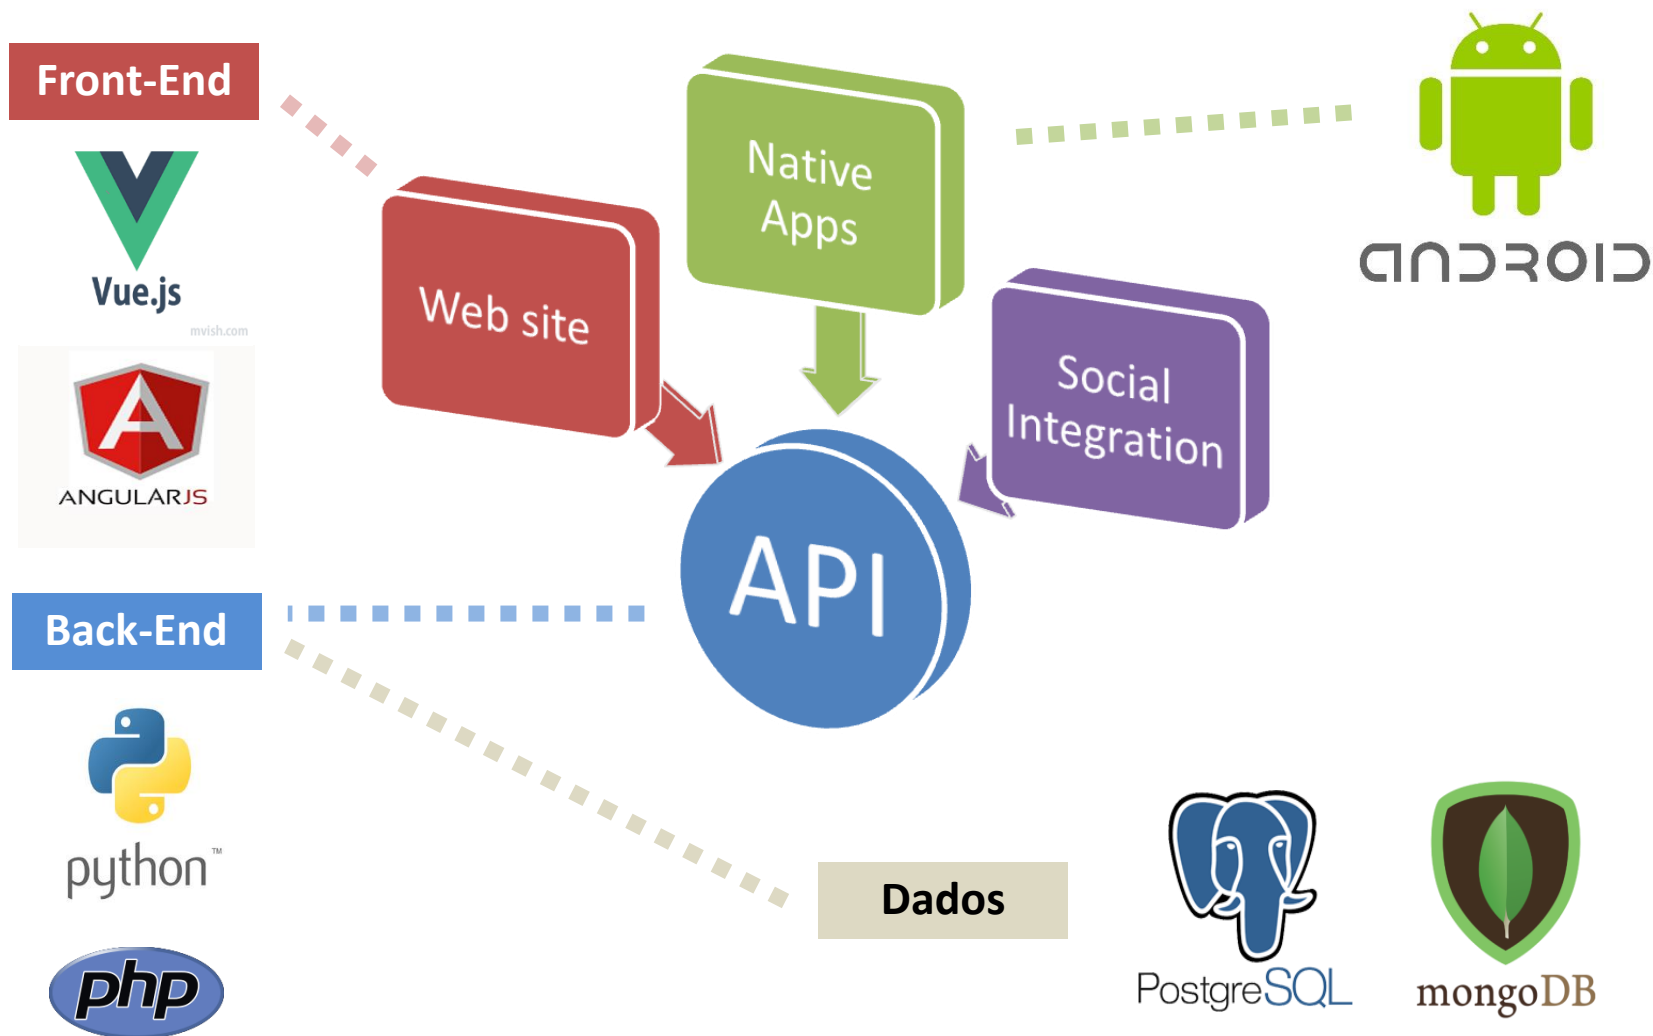 Front-End
Vue.js
mvish.com
ANGULARJS
Back-End
python™
php
Web site
Native
Apps
Social
Integration
API
ANDROID
Dados
PostgreSQL
mongoDB